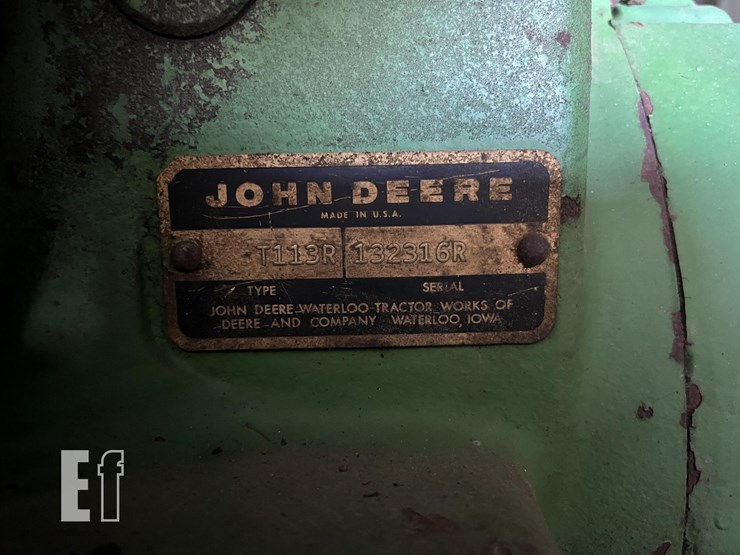 JOHN DEERE
MADE IN U.S.A.
T113R 132316R
TYPE SERIAL
JOHN DEERE WATERLOO TRACTOR WORKS OF
DEERE AND COMPANY WATERLOO, IOWA
Ef